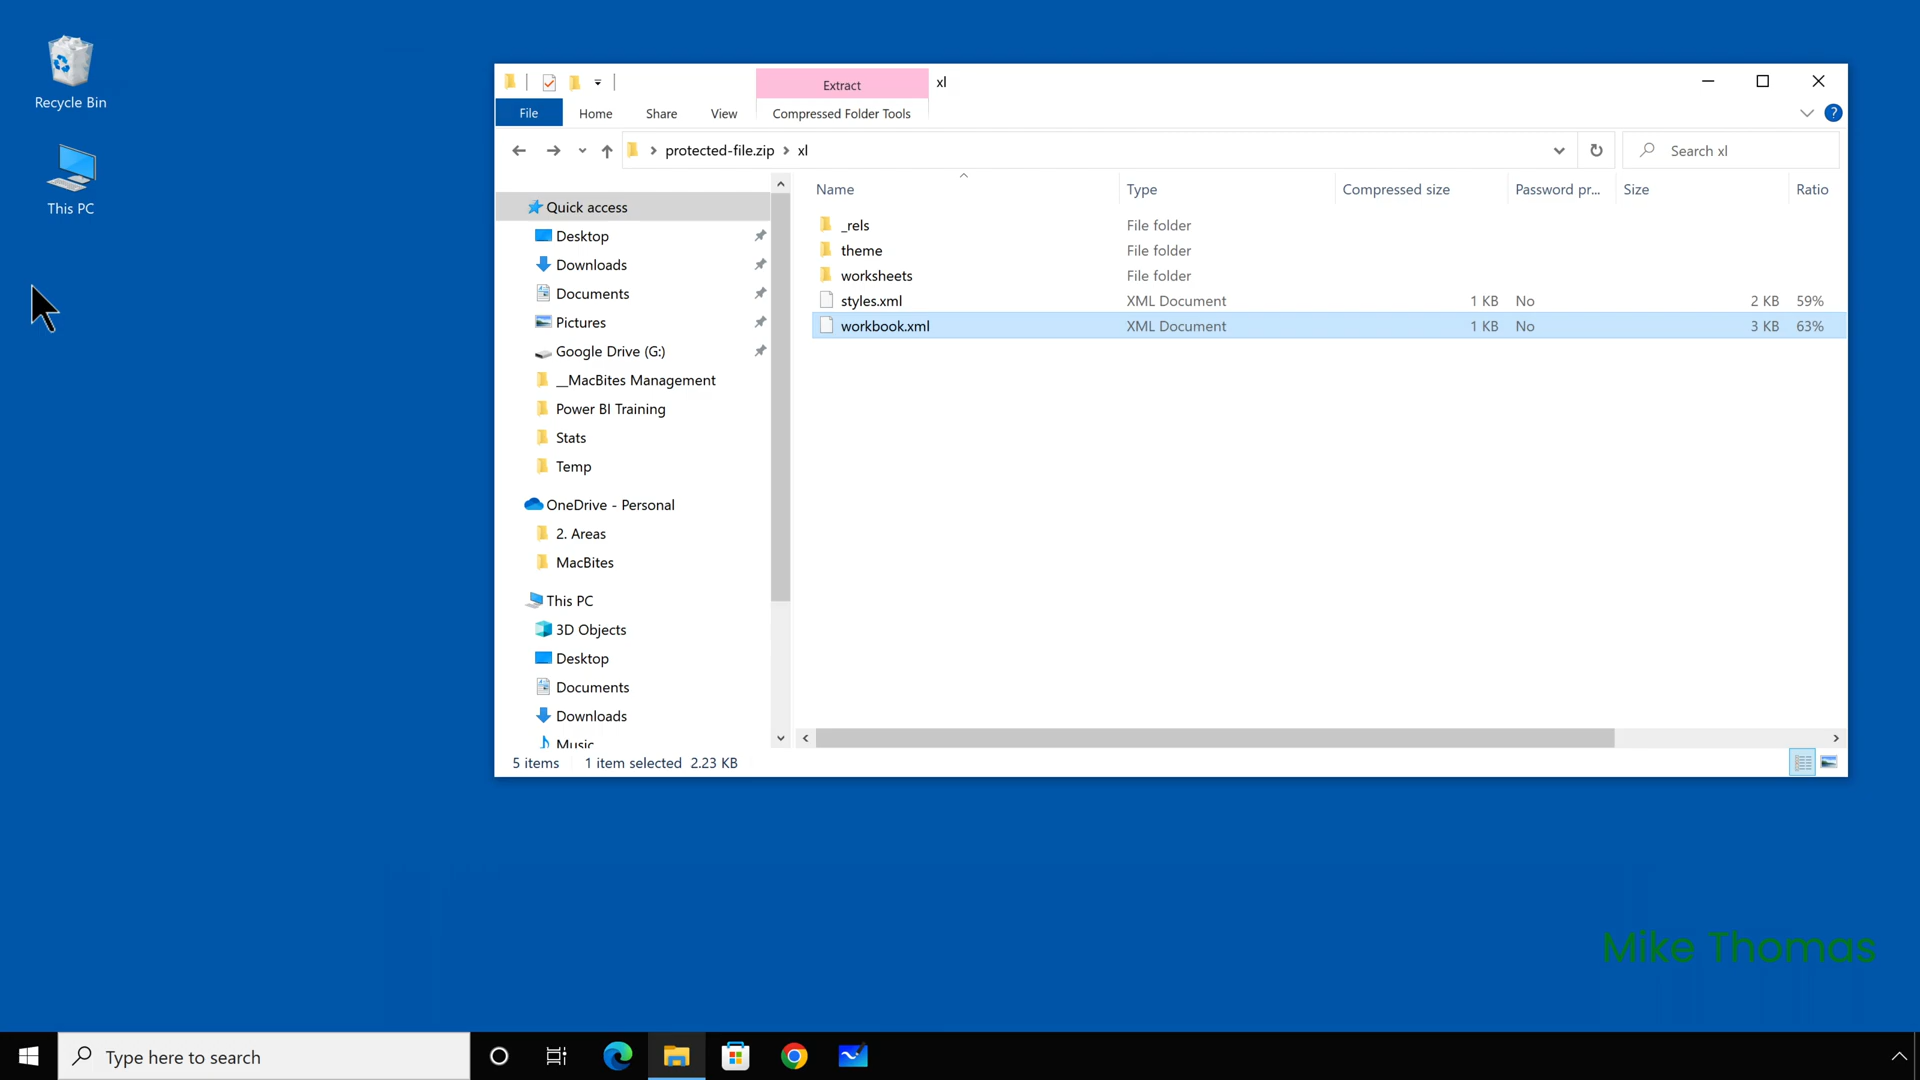 Recycle Bin
This PC
Extract
xl
File
Home
Share
View
Compressed Folder Tools
protected-file.zip
xl
Search xl
Name
Type
Compressed size
Password pr...
Size
Ratio
Quick access
Desktop
Downloads
Documents
Pictures
Google Drive (G:)
__MacBites Management
Power BI Training
Stats
Temp
OneDrive - Personal
2. Areas
MacBites
This PC
3D Objects
Desktop
Documents
Downloads
Music
_rels File folder
theme File folder
worksheets File folder
styles.xml XML Document 1 KB No 2 KB 59%
workbook.xml XML Document 1 KB No 3 KB 63%
5 items 1 item selected 2.23 KB
Mike Thomas
Type here to search